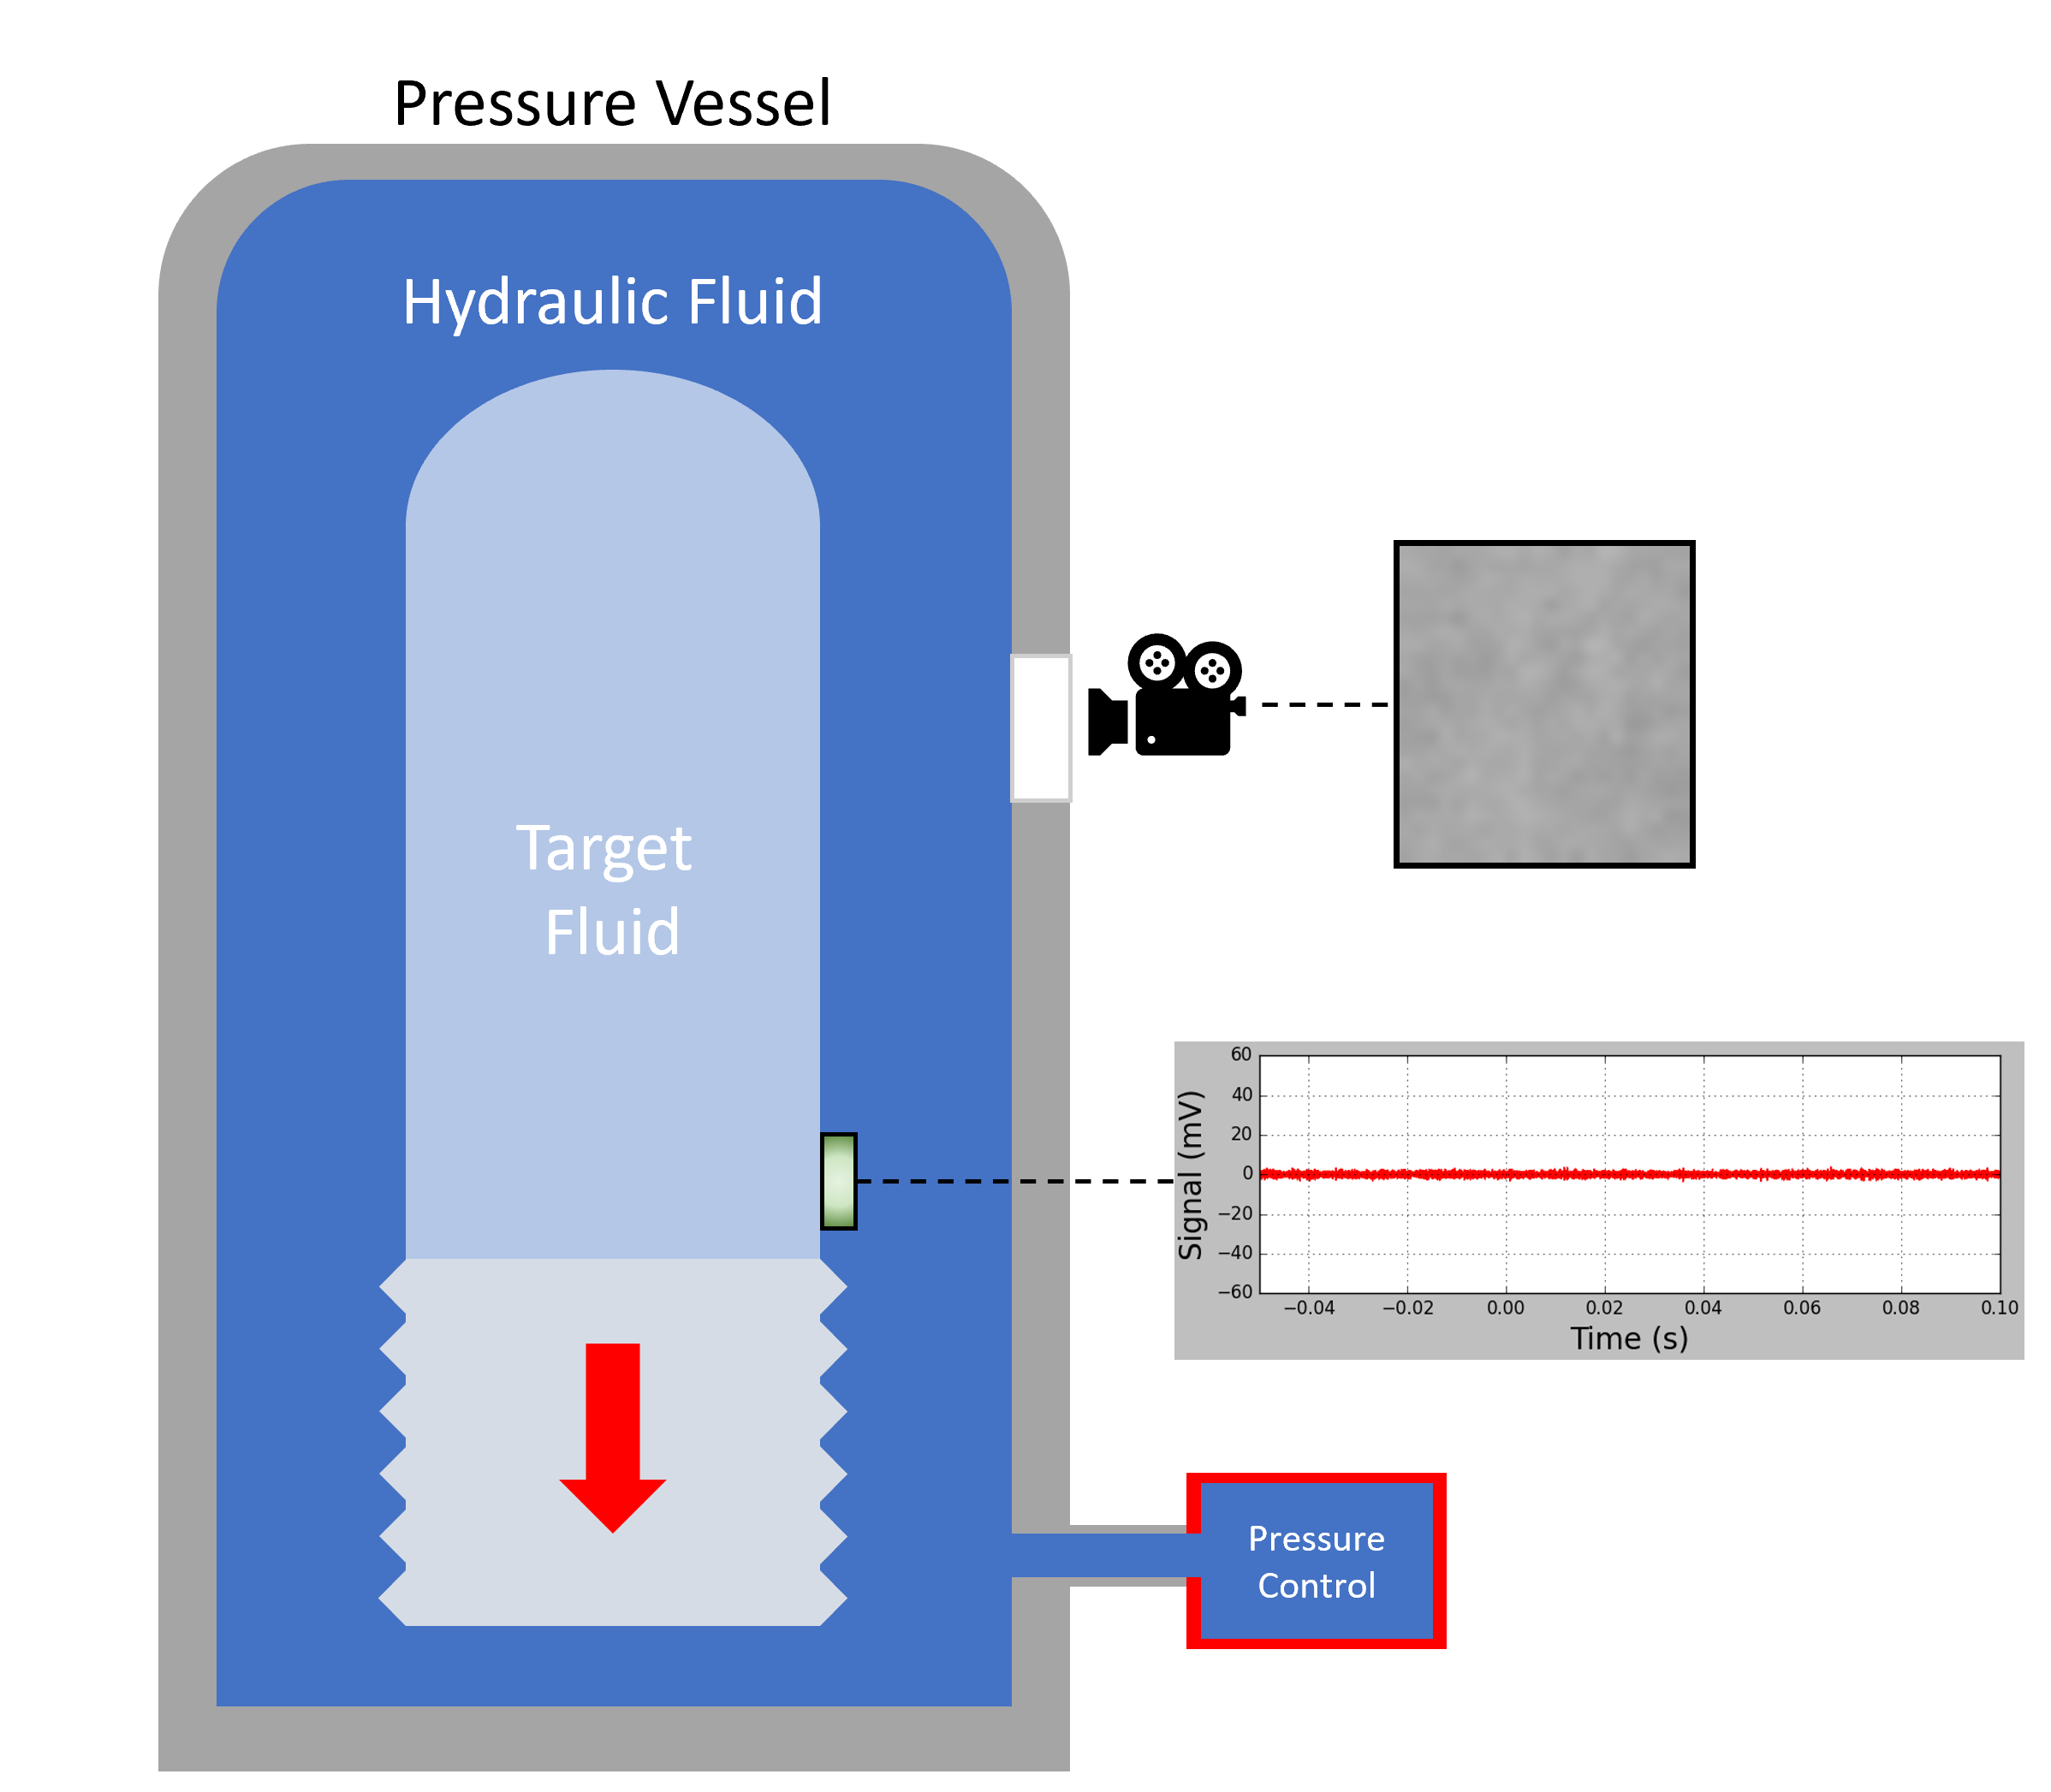 Pressure Vessel
Hydraulic Fluid
Target
Fluid
60
40
20
0
−20
−40
−60
Signal (mV)
−0.04 −0.02 0.00 0.02 0.04 0.06 0.08 0.10
Time (s)
Pressure
Control